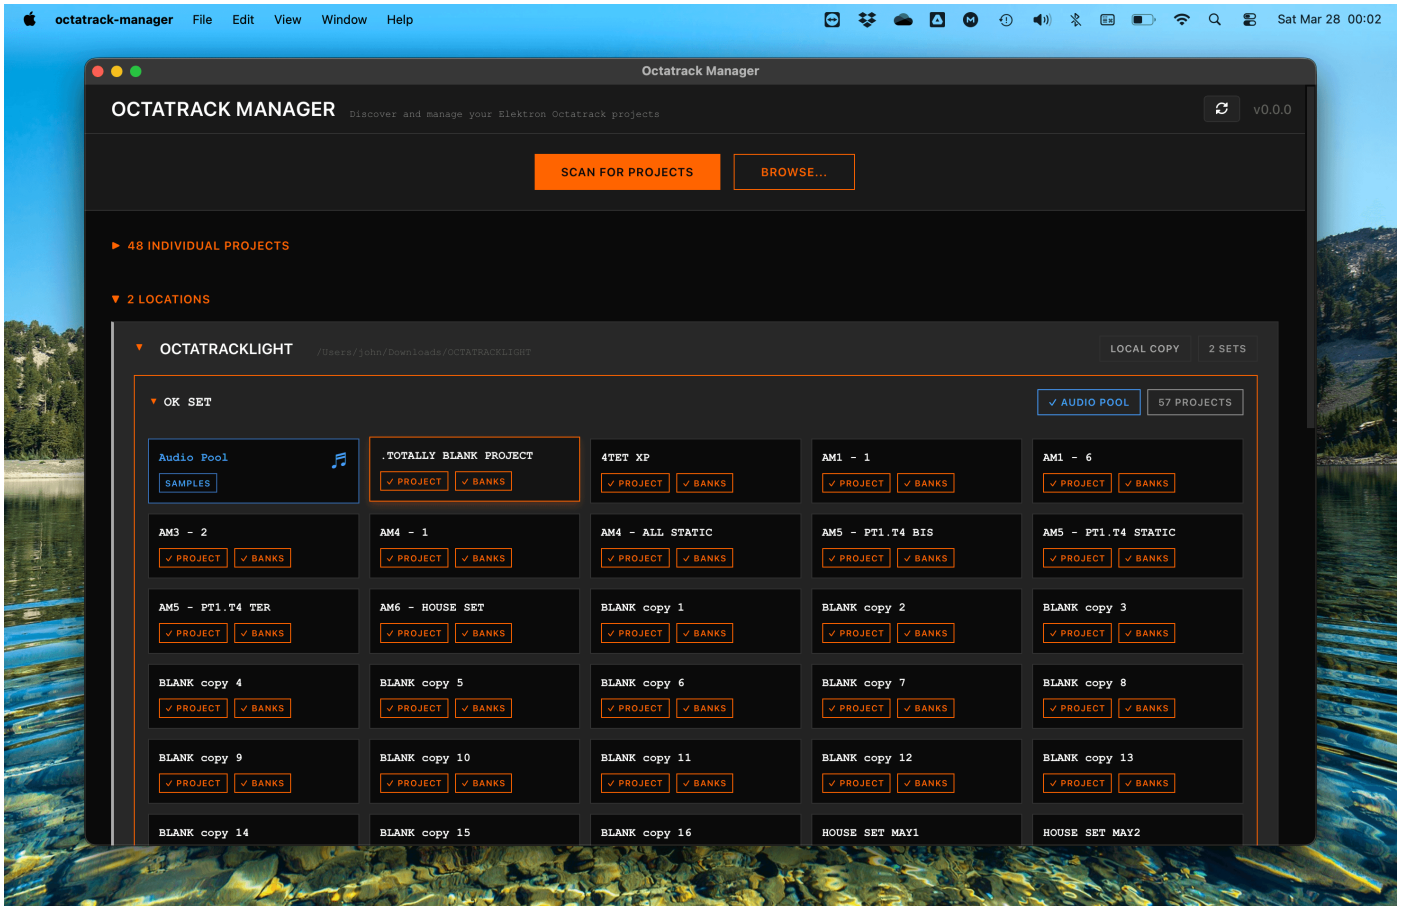 octatrack-manager File Edit View Window Help Sat Mar 28 00:02
Octatrack Manager
OCTATRACK MANAGER Discover and manage your Elektron Octatrack projects v0.0.0
SCAN FOR PROJECTS BROWSE...
▶ 48 INDIVIDUAL PROJECTS
▼ 2 LOCATIONS
▼ OCTATRACKLIGHT /Users/john/Downloads/OCTATRACKLIGHT LOCAL COPY 2 SETS
▼ OK SET ✓ AUDIO POOL 57 PROJECTS
Audio Pool .TOTALLY BLANK PROJECT 4TET XP AM1 - 1 AM1 - 6
SAMPLES ✓ PROJECT ✓ BANKS ✓ PROJECT ✓ BANKS ✓ PROJECT ✓ BANKS ✓ PROJECT ✓ BANKS
AM3 - 2 AM4 - 1 AM4 - ALL STATIC AM5 - PT1.T4 BIS AM5 - PT1.T4 STATIC
✓ PROJECT ✓ BANKS ✓ PROJECT ✓ BANKS ✓ PROJECT ✓ BANKS ✓ PROJECT ✓ BANKS ✓ PROJECT ✓ BANKS
AM5 - PT1.T4 TER AM6 - HOUSE SET BLANK copy 1 BLANK copy 2 BLANK copy 3
✓ PROJECT ✓ BANKS ✓ PROJECT ✓ BANKS ✓ PROJECT ✓ BANKS ✓ PROJECT ✓ BANKS ✓ PROJECT ✓ BANKS
BLANK copy 4 BLANK copy 5 BLANK copy 6 BLANK copy 7 BLANK copy 8
✓ PROJECT ✓ BANKS ✓ PROJECT ✓ BANKS ✓ PROJECT ✓ BANKS ✓ PROJECT ✓ BANKS ✓ PROJECT ✓ BANKS
BLANK copy 9 BLANK copy 10 BLANK copy 11 BLANK copy 12 BLANK copy 13
✓ PROJECT ✓ BANKS ✓ PROJECT ✓ BANKS ✓ PROJECT ✓ BANKS ✓ PROJECT ✓ BANKS ✓ PROJECT ✓ BANKS
BLANK copy 14 BLANK copy 15 BLANK copy 16 HOUSE SET MAY1 HOUSE SET MAY2